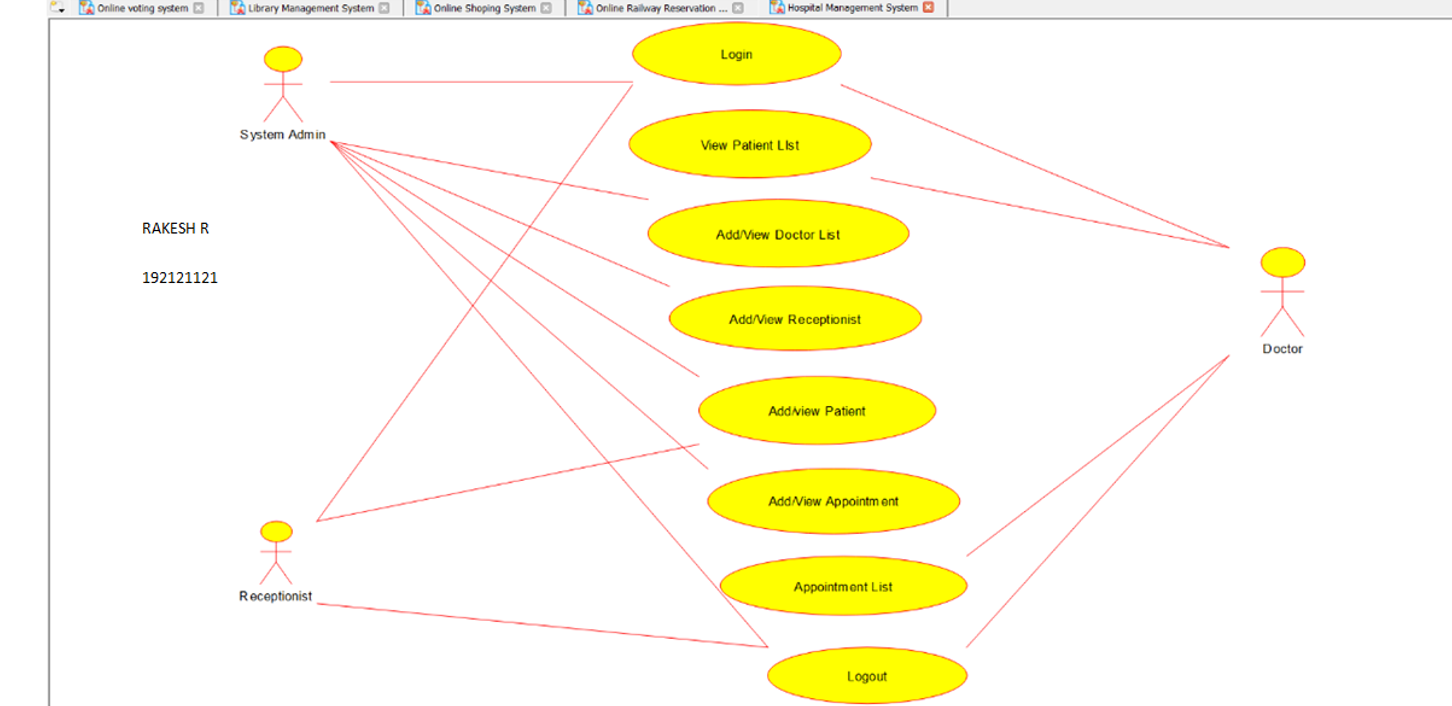 Online voting system
Library Management System
Online Shoping System
Online Railway Reservation ...
Hospital Management System
Login
System Admin
View Patient LIst
RAKESH R
Add/View Doctor List
192121121
Add/View Receptionist
Doctor
Add/view Patient
Add/View Appointment
Appointment List
Receptionist
Logout